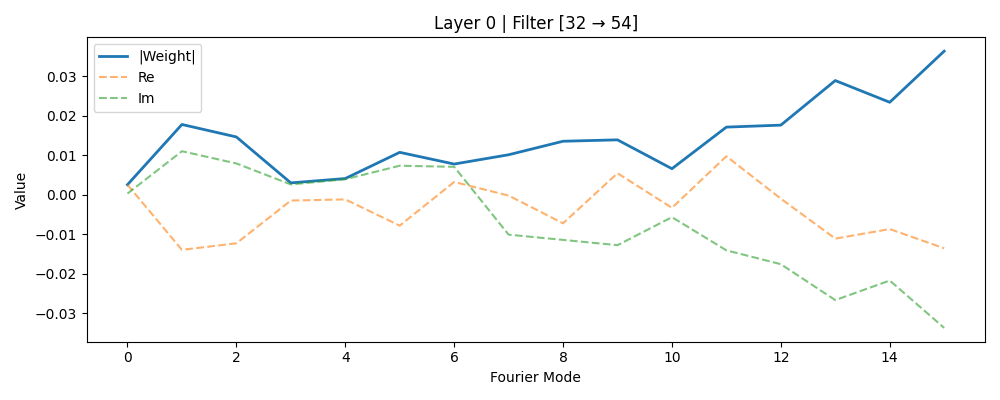 Layer 0 | Filter [32 → 54]
|Weight|
Re
Im
Value
0.03
0.02
0.01
0.00
−0.01
−0.02
−0.03
0 2 4 6 8 10 12 14
Fourier Mode